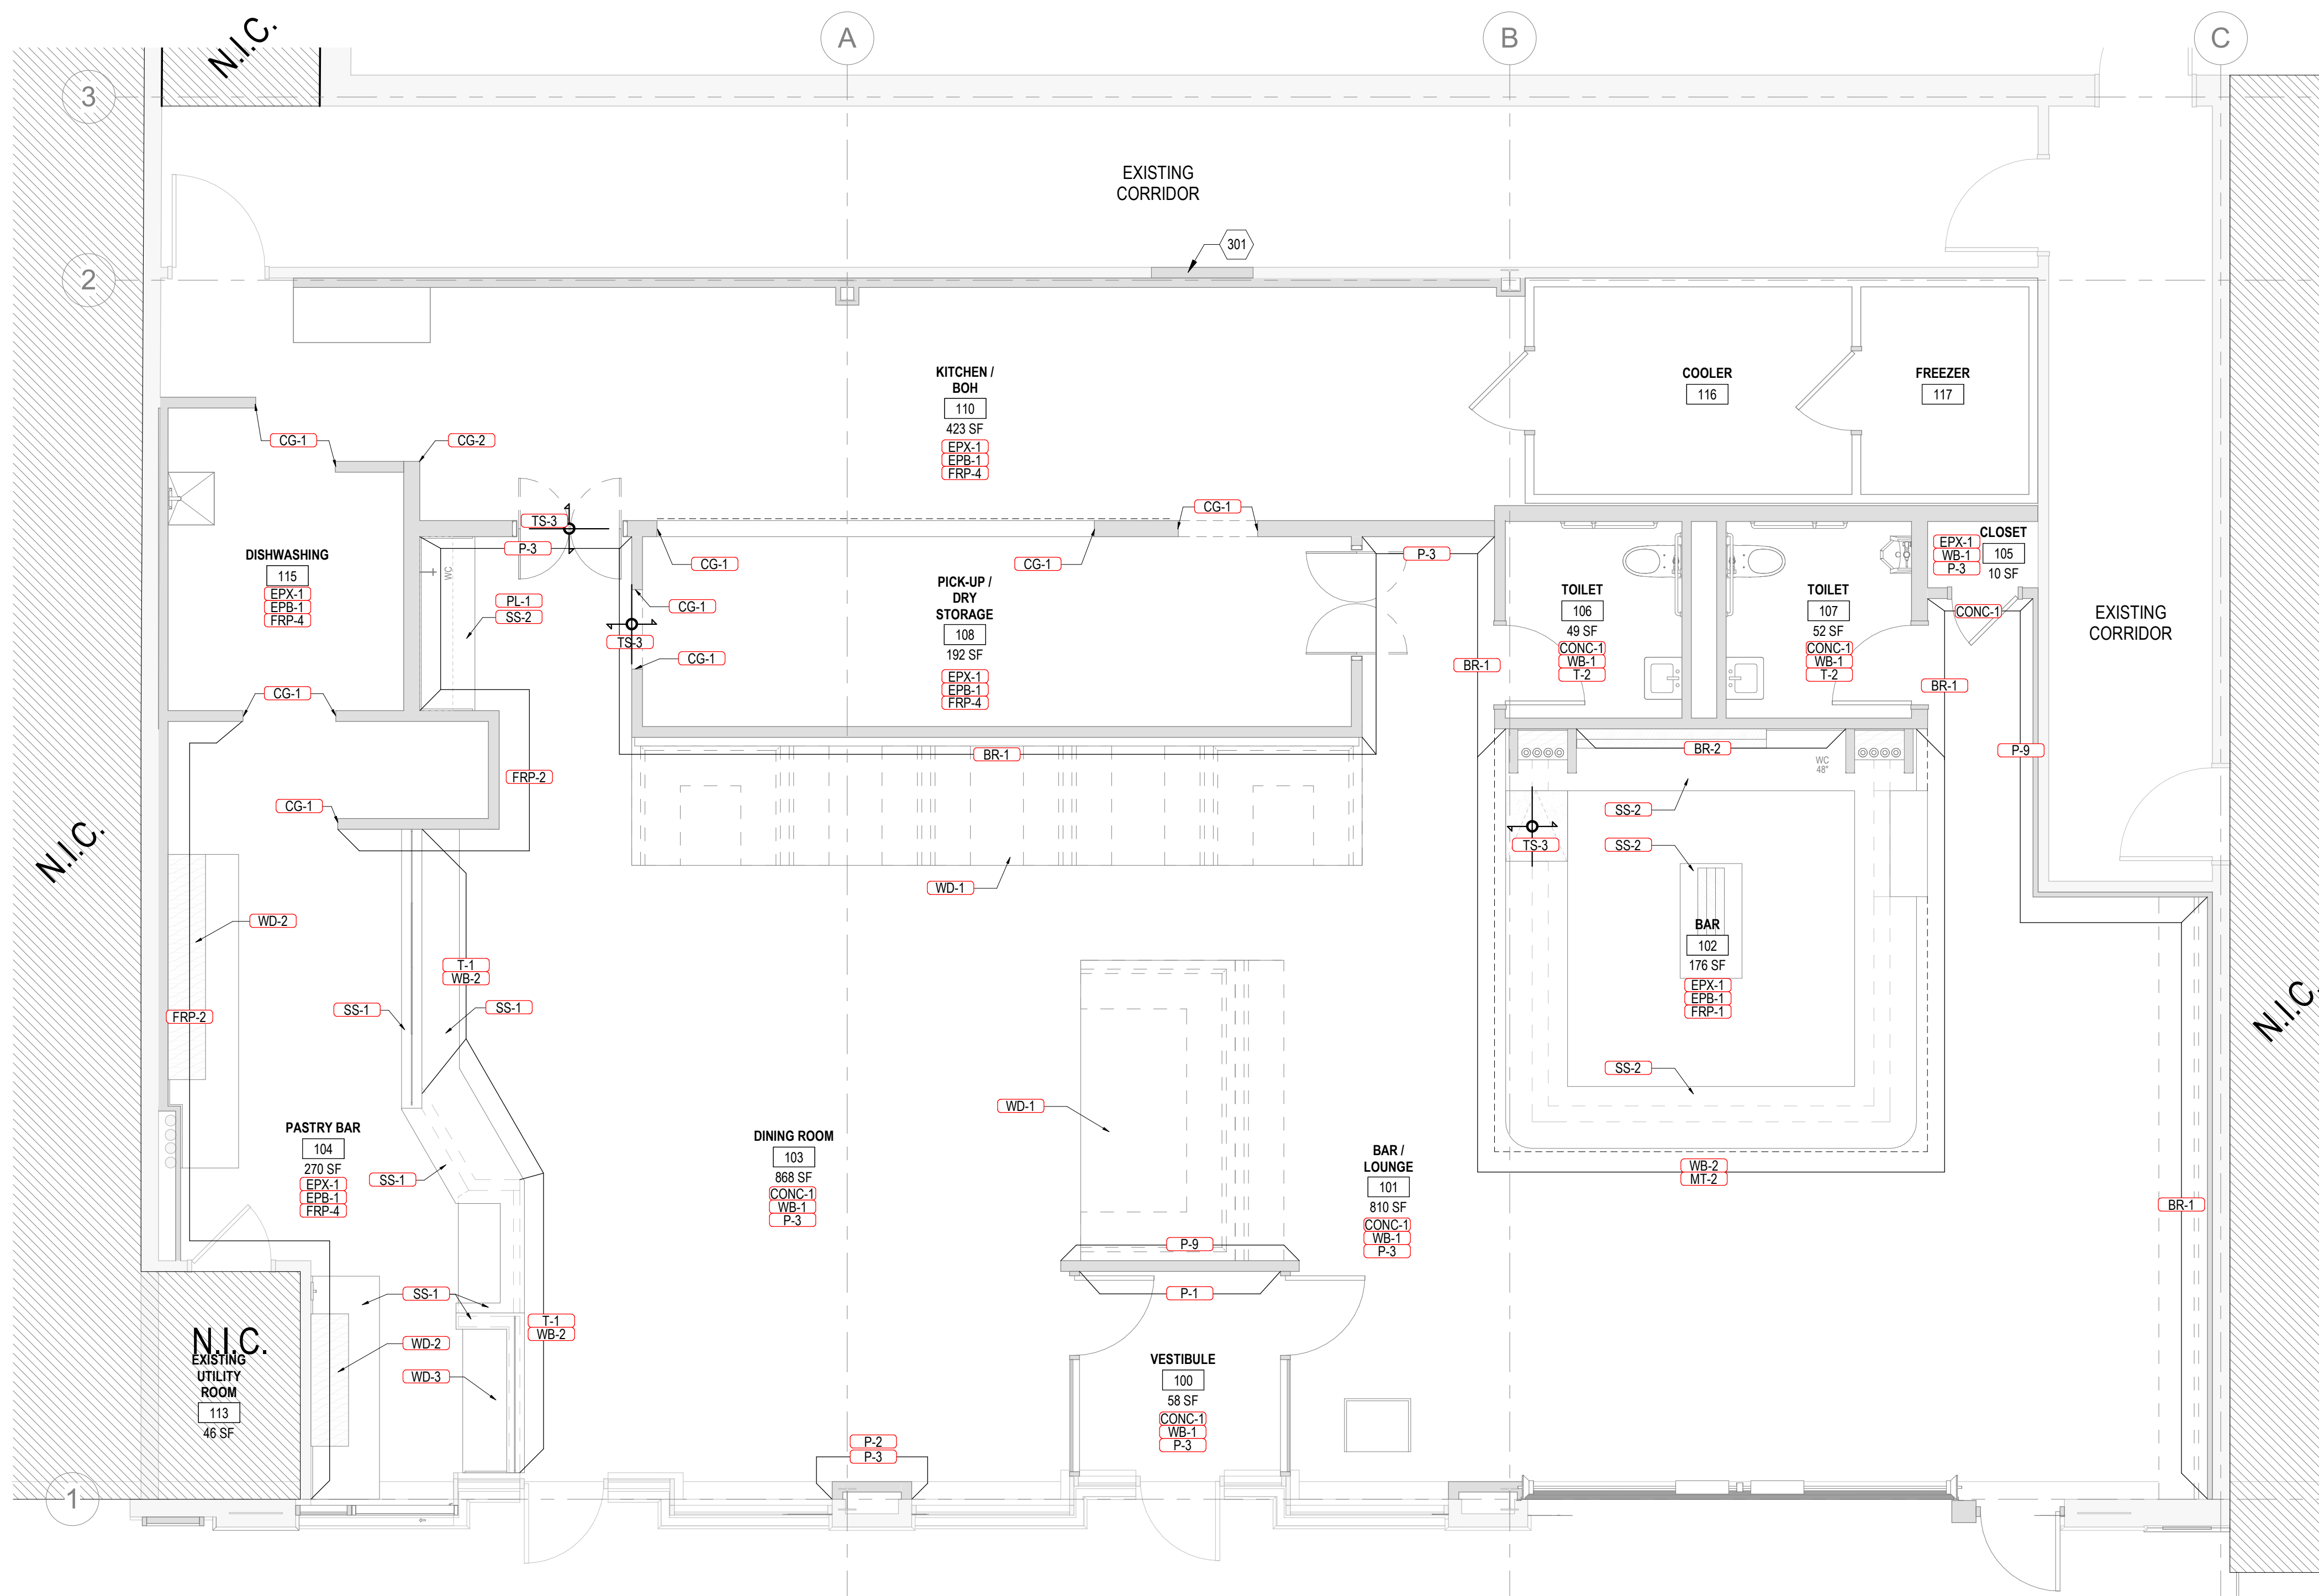 N.I.C.
A
B
C
3
EXISTING
CORRIDOR
301
2
KITCHEN /
BOH
110
423 SF
EPX-1
EPB-1
FRP-4
COOLER
116
FREEZER
117
CG-1
CG-2
CG-1
TS-3
P-3
WC
PL-1
SS-2
DISHWASHING
115
EPX-1
EPB-1
FRP-4
CG-1
CG-1
CG-1
TS-3
CG-1
PICK-UP /
DRY
STORAGE
108
192 SF
EPX-1
EPB-1
FRP-4
P-3
BR-1
TOILET
106
49 SF
CONC-1
WB-1
T-2
TOILET
107
52 SF
CONC-1
WB-1
T-2
CLOSET
105
10 SF
EPX-1
WB-1
P-3
CONC-1
EXISTING
CORRIDOR
BR-1
CG-1
FRP-2
CG-1
BR-1
BR-2
WC
48"
P-9
SS-2
SS-2
TS-3
N.I.C.
WD-2
WD-1
T-1
WB-2
SS-1
SS-1
FRP-2
BAR
102
176 SF
EPX-1
EPB-1
FRP-1
SS-2
N.I.C.
PASTRY BAR
104
270 SF
EPX-1
EPB-1
FRP-4
SS-1
DINING ROOM
103
868 SF
CONC-1
WB-1
P-3
WD-1
BAR /
LOUNGE
101
810 SF
CONC-1
WB-1
P-3
WB-2
MT-2
BR-1
P-9
P-1
SS-1
T-1
WB-2
WD-2
WD-3
N.I.C.
EXISTING
UTILITY
ROOM
113
46 SF
VESTIBULE
100
58 SF
CONC-1
WB-1
P-3
P-2
P-3
1